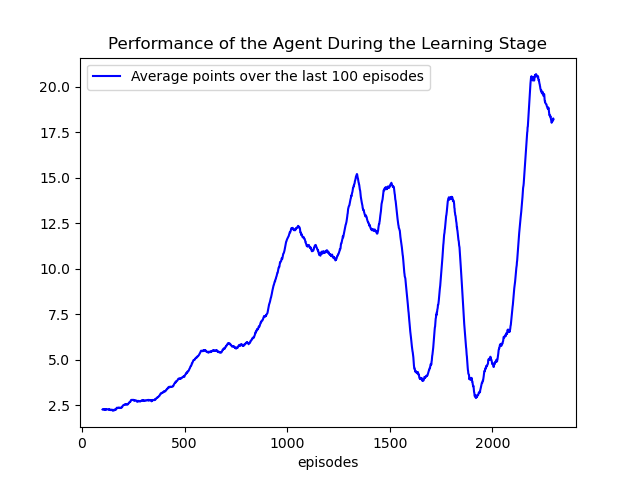 Performance of the Agent During the Learning Stage
Average points over the last 100 episodes
20.0
17.5
15.0
12.5
10.0
7.5
5.0
2.5
0 500 1000 1500 2000
episodes